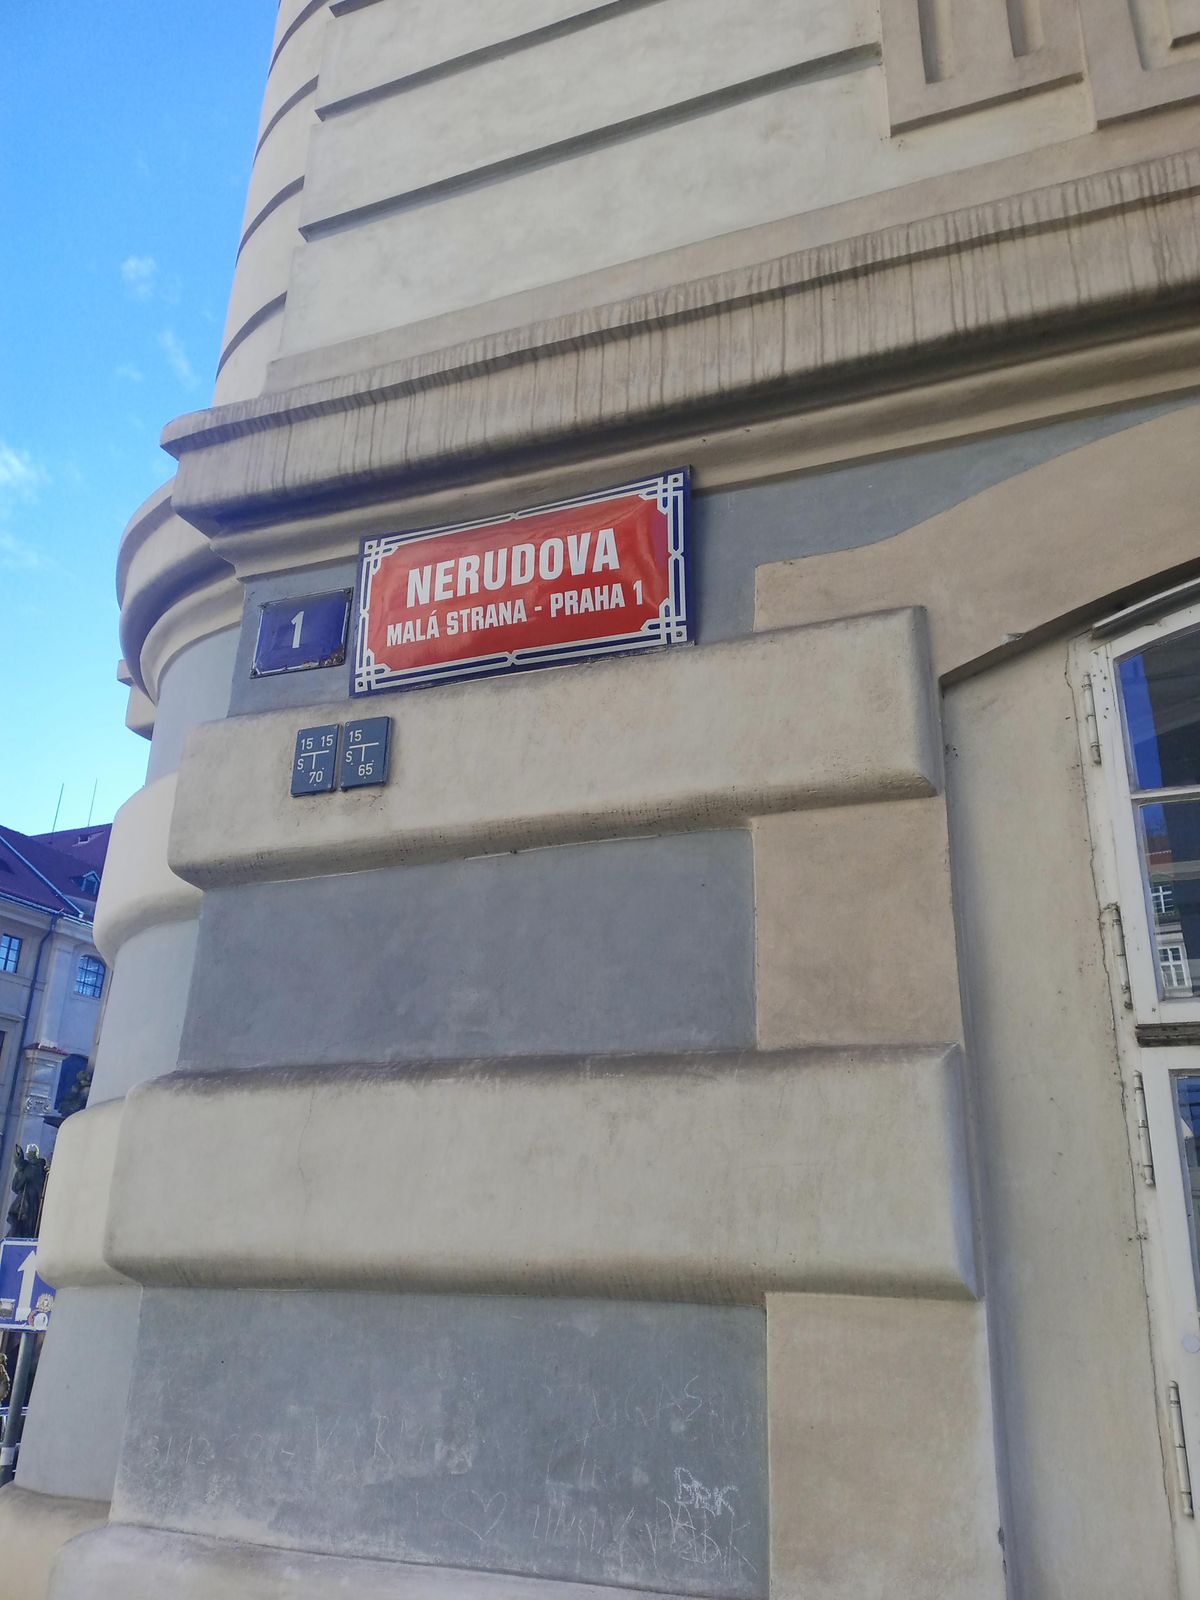 NERUDOVA
MALÁ STRANA - PRAHA 1
1
15 15
S
70
15
S
65